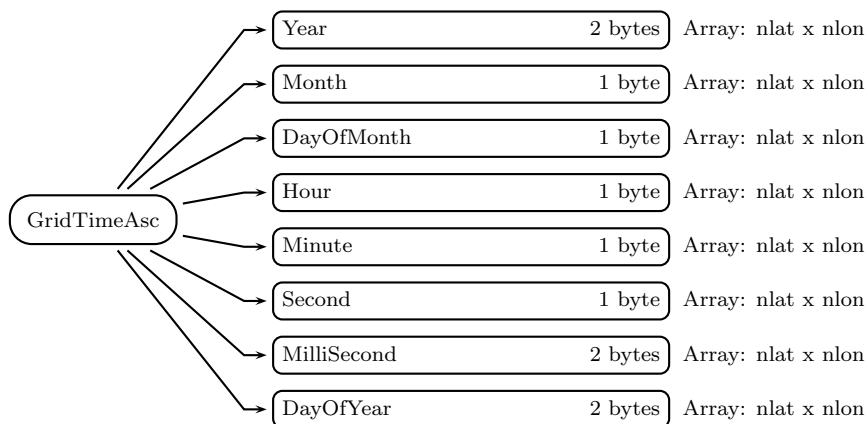 Year 2 bytes Array: nlat x nlon
Month 1 byte Array: nlat x nlon
DayOfMonth 1 byte Array: nlat x nlon
Hour 1 byte Array: nlat x nlon
GridTimeAsc
Minute 1 byte Array: nlat x nlon
Second 1 byte Array: nlat x nlon
MilliSecond 2 bytes Array: nlat x nlon
DayOfYear 2 bytes Array: nlat x nlon